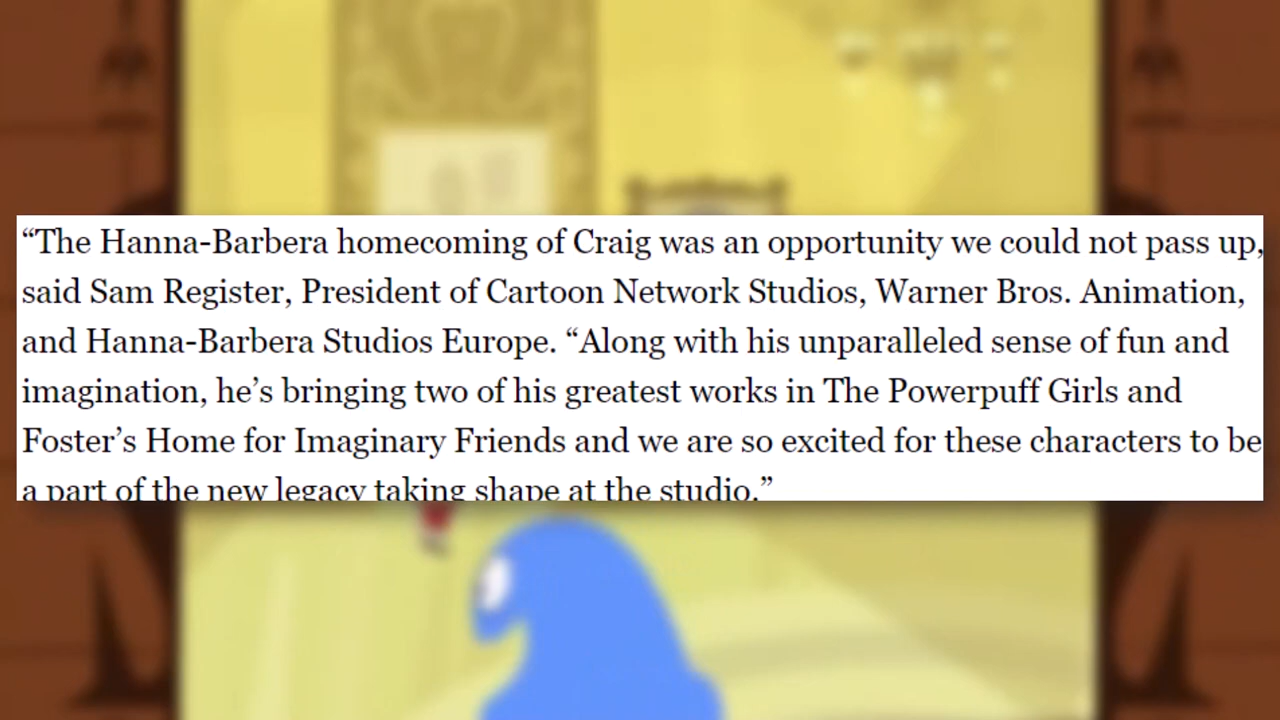 “The Hanna-Barbera homecoming of Craig was an opportunity we could not pass up,
said Sam Register, President of Cartoon Network Studios, Warner Bros. Animation,
and Hanna-Barbera Studios Europe. “Along with his unparalleled sense of fun and
imagination, he’s bringing two of his greatest works in The Powerpuff Girls and
Foster’s Home for Imaginary Friends and we are so excited for these characters to be
a part of the new legacy taking shape at the studio.”